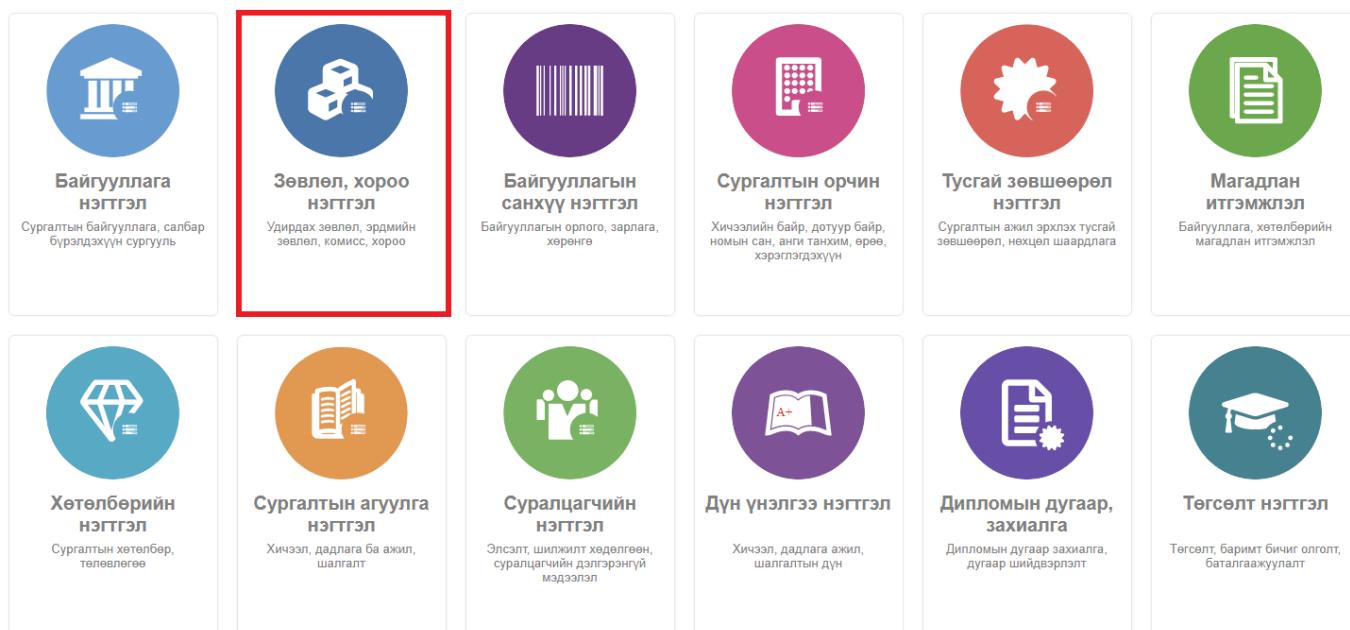 Байгууллага
нэгтгэл
Сургалтын байгууллага, салбар
бүрэлдэхүүн сургууль
Зөвлөл, хороо
нэгтгэл
Удирдах зөвлөл, эрдмийн
зөвлөл, комисс, хороо
Байгууллагын
санхүү нэгтгэл
Байгууллагын орлого, зарлага,
хөрөнгө
Сургалтын орчин
нэгтгэл
Хичээлийн байр, дотуур байр,
номын сан, анги танхим, өрөө,
хэрэглэгдэхүүн
Тусгай зөвшөөрөл
нэгтгэл
Сургалтын ажил эрхлэх тусгай
зөвшөөрөл, нөхцөл шаардлага
Магадлан
итгэмжлэл
Байгууллага, хөтөлбөрийн
магадлан итгэмжлэл
Хөтөлбөрийн
нэгтгэл
Сургалтын хөтөлбөр,
төлөвлөгөө
Сургалтын агуулга
нэгтгэл
Хичээл, дадлага ба ажил,
шалгалт
Суралцагчийн
нэгтгэл
Элсэлт, шилжилт хөдөлгөөн,
суралцагчийн дэлгэрэнгүй
мэдээлэл
A+
Дүн үнэлгээ нэгтгэл
Хичээл, дадлага ажил,
шалгалтын дүн
Дипломын дугаар,
захиалга
Дипломын дугаар захиалга,
дугаар шийдвэрлэлт
Төгсөлт нэгтгэл
Төгсөлт, баримт бичиг олголт,
баталгаажуулалт